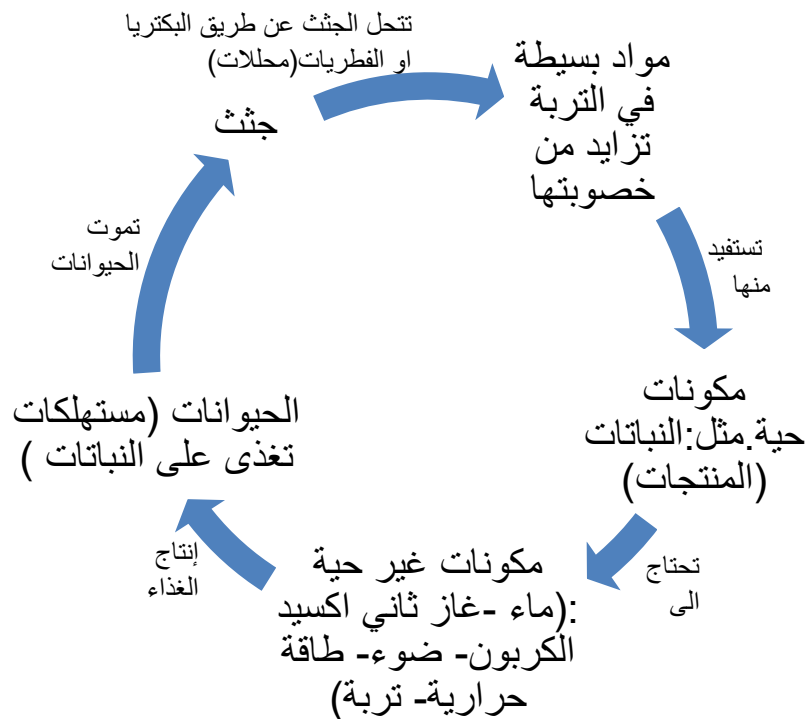 تتحل الجثث عن طريق البكتريا
او الفطريات(محللات)
مواد بسيطة
في التربة
تزايد من
خصوبتها
تستفيد
منها
مكونات
حية.مثل:النباتات
(المنتجات)
تحتاج
الى
مكونات غير حية
:(ماء -غاز ثاني اكسيد
الكربون- ضوء- طاقة
حرارية- تربة)
إنتاج
الغذاء
الحيوانات (مستهلكات
تغذى على النباتات )
تموت
الحيوانات
جثث